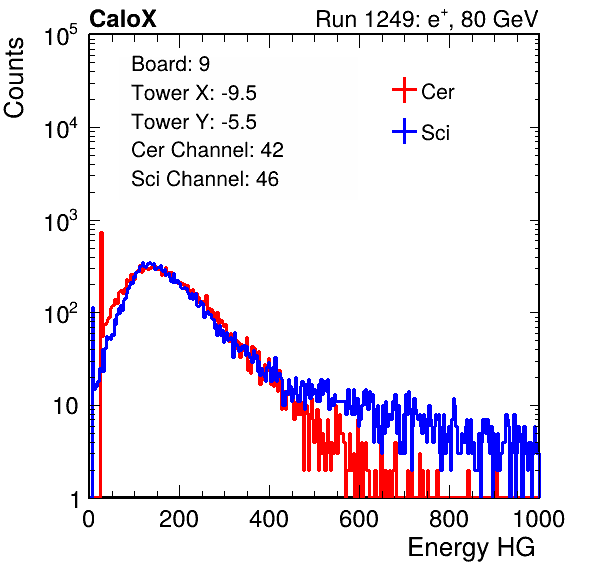 CaloX Run 1249: e⁺, 80 GeV
Board: 9
Tower X: -9.5
Tower Y: -5.5
Cer Channel: 42
Sci Channel: 46
Cer
Sci
Counts
10⁵
10⁴
10³
10²
10
1
0 200 400 600 800 1000
Energy HG